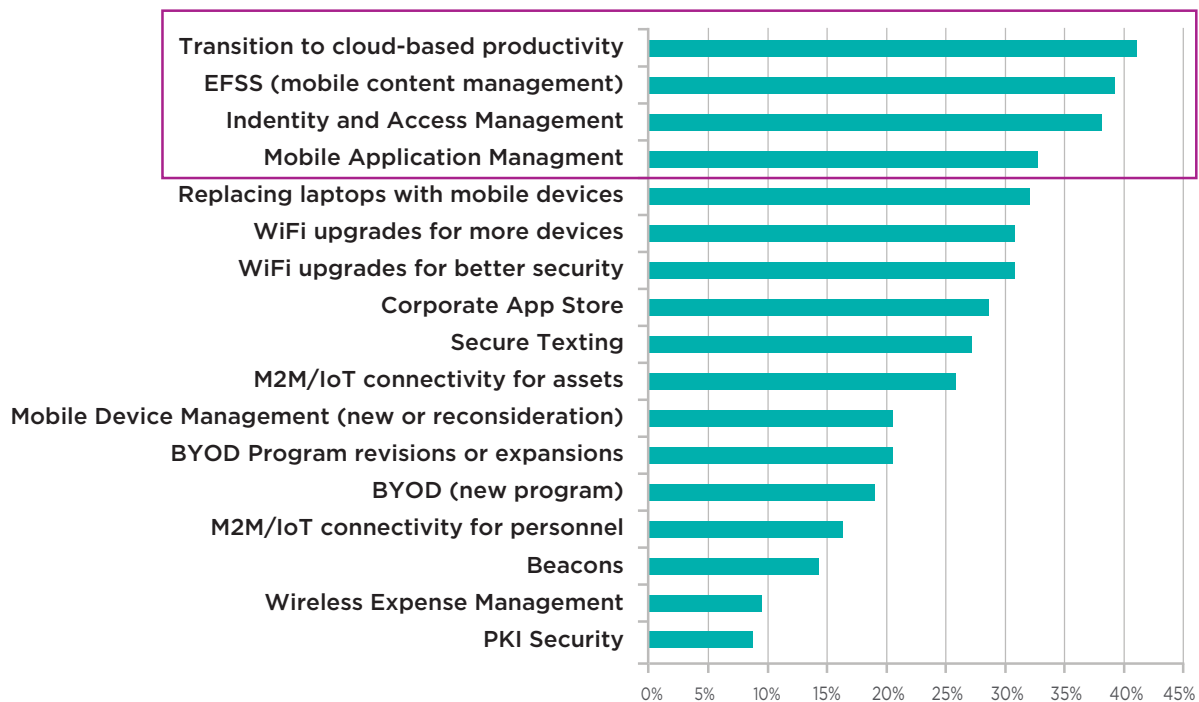 Transition to cloud-based productivity
EFSS (mobile content management)
Indentity and Access Management
Mobile Application Managment
Replacing laptops with mobile devices
WiFi upgrades for more devices
WiFi upgrades for better security
Corporate App Store
Secure Texting
M2M/IoT connectivity for assets
Mobile Device Management (new or reconsideration)
BYOD Program revisions or expansions
BYOD (new program)
M2M/IoT connectivity for personnel
Beacons
Wireless Expense Management
PKI Security
0% 5% 10% 15% 20% 25% 30% 35% 40% 45%